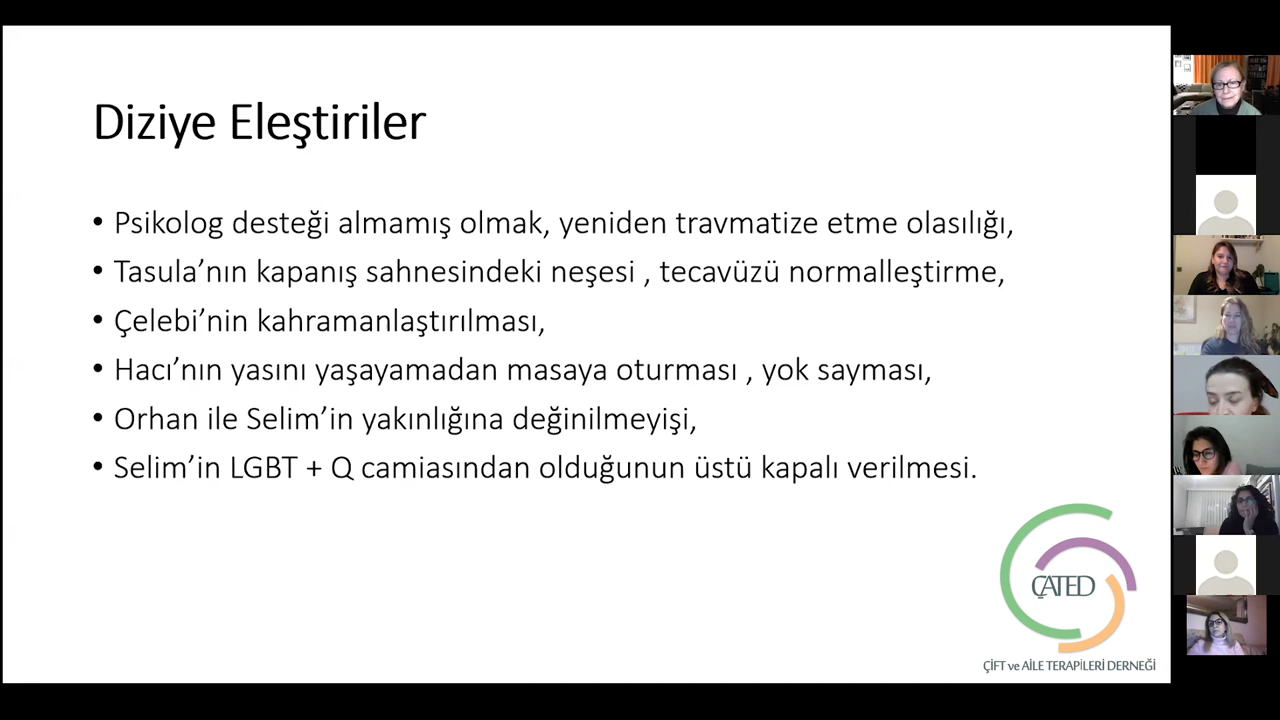 Diziye Eleştiriler
• Psikolog desteği almamış olmak, yeniden travmatize etme olasılığı,
• Tasula’nın kapanış sahnesindeki neşesi , tecavüzü normalleştirme,
• Çelebi’nin kahramanlaştırılması,
• Hacı’nın yasını yaşayamadan masaya oturması , yok sayması,
• Orhan ile Selim’in yakınlığına değinilmeyişi,
• Selim’in LGBT + Q camiasından olduğunun üstü kapalı verilmesi.
ÇATED
ÇİFT ve AİLE TERAPİLERİ DERNEĞİ